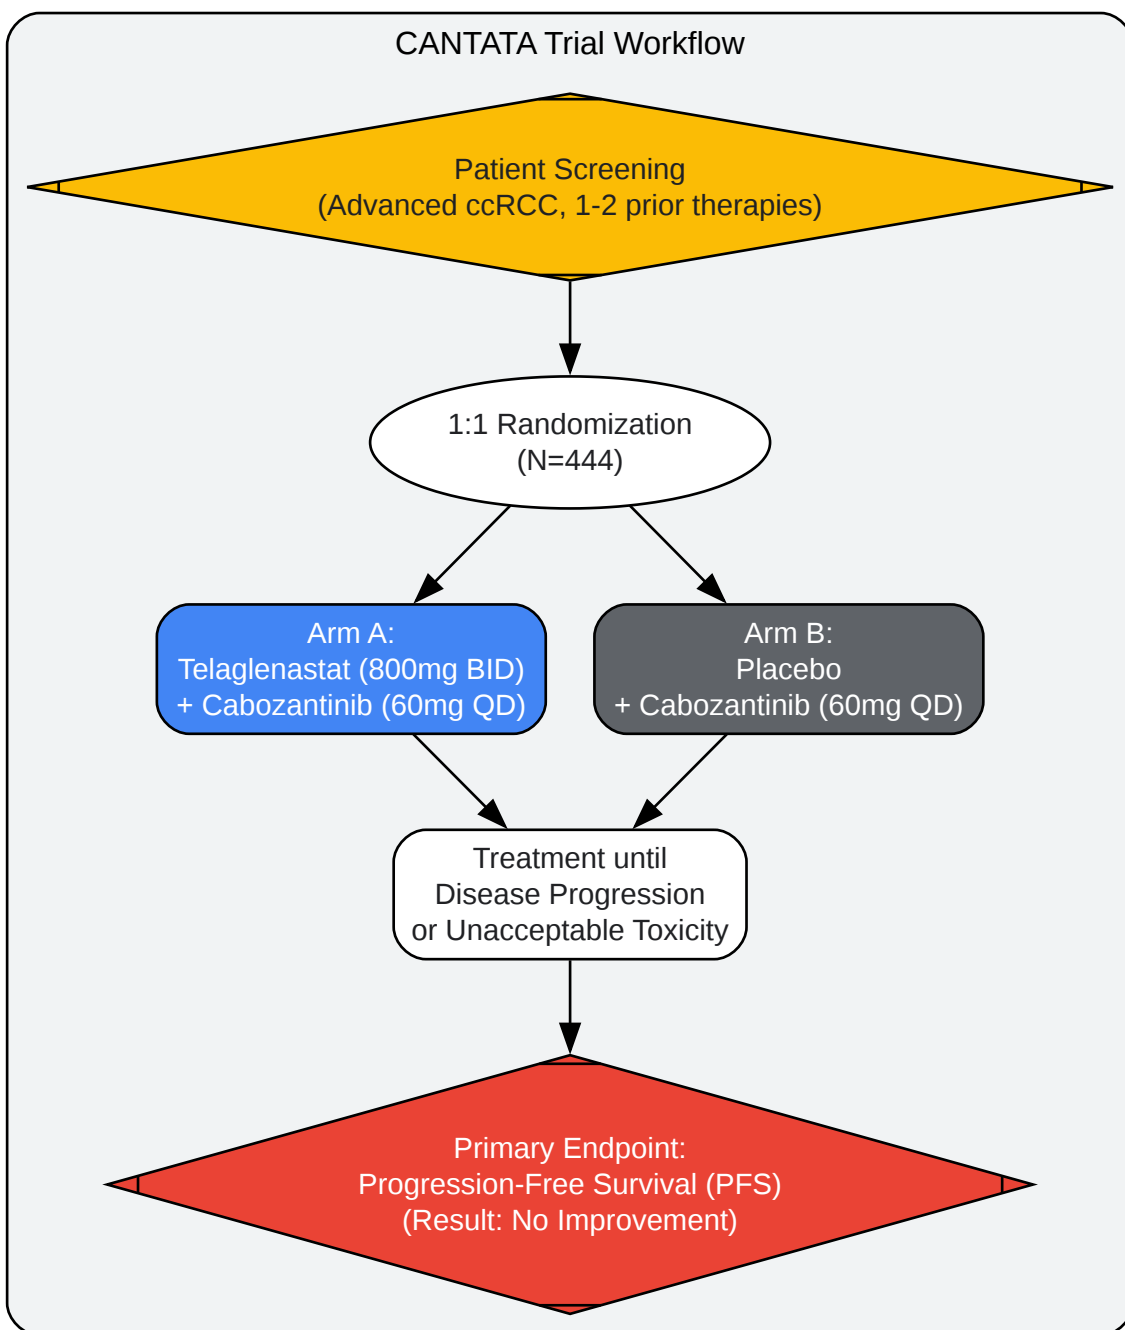 CANTATA Trial Workflow
Patient Screening
(Advanced ccRCC, 1-2 prior therapies)
1:1 Randomization
(N=444)
Arm A:
Telaglenastat (800mg BID)
+ Cabozantinib (60mg QD)
Arm B:
Placebo
+ Cabozantinib (60mg QD)
Treatment until
Disease Progression
or Unacceptable Toxicity
Primary Endpoint:
Progression-Free Survival (PFS)
(Result: No Improvement)